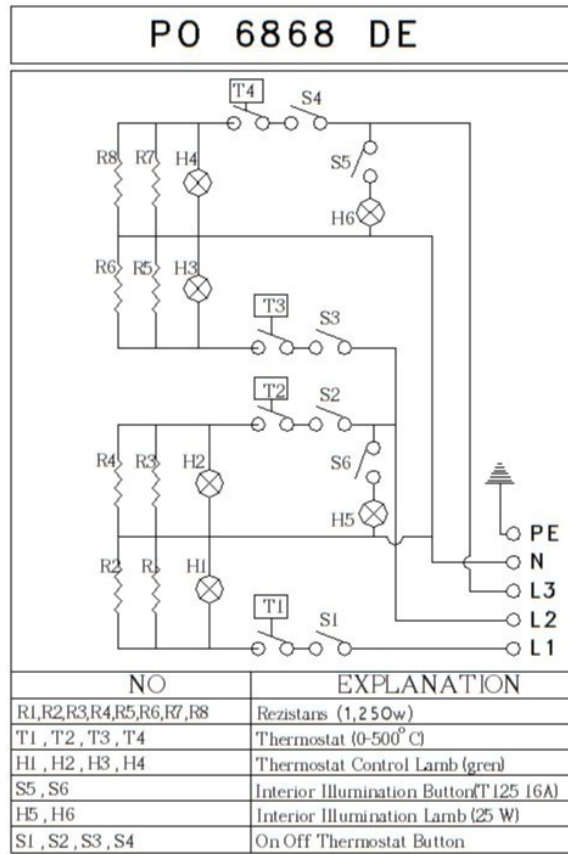 PO 6868 DE
T4
S4
R8 R7 H4
S5
H6
R6 R5 H3
T3
S3
T2
S2
R4 R3 H2
S6
H5
PE
R2 R1 H1
N
L3
T1
S1
L2
L1
NO EXPLANATION
R1,R2,R3,R4,R5,R6,R7,R8 Rezistans (1,250w)
T1 , T2 , T3 , T4 Thermostat (0-500°C)
H1 , H2 , H3 , H4 Thermostat Control Lamb (gren)
S5 , S6 Interior Illumination Button(T125 16A)
H5 , H6 Interior Illumination Lamb (25 W)
S1 , S2 , S3 , S4 On Off Thermostat Button